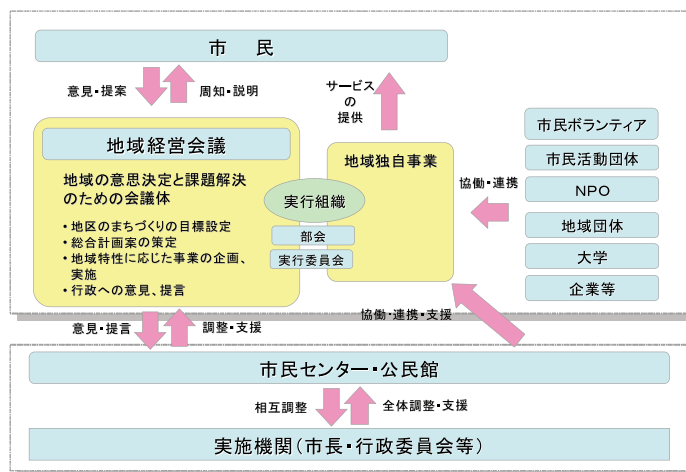 市　民
意見・提案
周知・説明
サービス
の
提供
地域経営会議
地域の意思決定と課題解決
のための会議体
・地区のまちづくりの目標設定
・総合計画案の策定
・地域特性に応じた事業の企画、
実施
・行政への意見、提言
地域独自事業
実行組織
部会
実行委員会
協働・連携
市民ボランティア
市民活動団体
NPO
地域団体
大学
企業等
意見・提言
調整・支援
協働・連携・支援
市民センター・公民館
相互調整
全体調整・支援
実施機関（市長・行政委員会等）